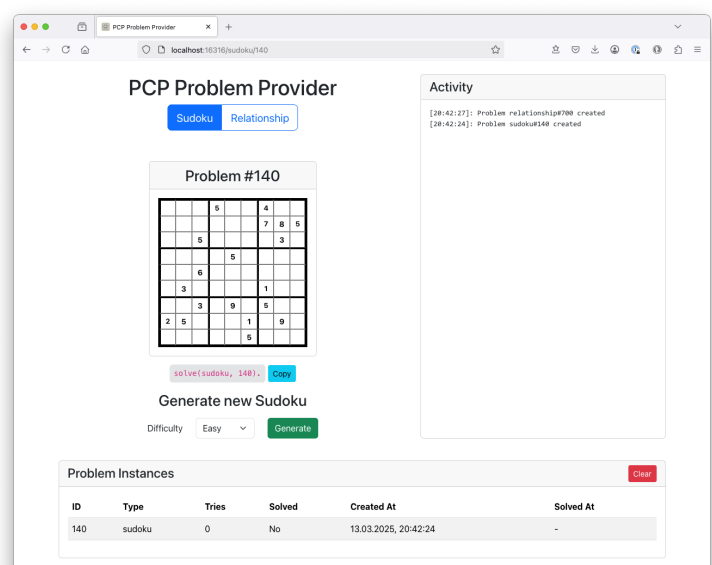 PCP Problem Provider
localhost:16316/sudoku/140
PCP Problem Provider
Sudoku Relationship
Problem #140
5 4
7 8 5
5 3
5
6
3 1
3 9 5
2 5 1 9
5
solve(sudoku, 140). Copy
Generate new Sudoku
Difficulty Easy Generate
Activity
[20:42:27]: Problem relationship#700 created
[20:42:24]: Problem sudoku#140 created
Problem Instances Clear
ID Type Tries Solved Created At Solved At
140 sudoku 0 No 13.03.2025, 20:42:24 -